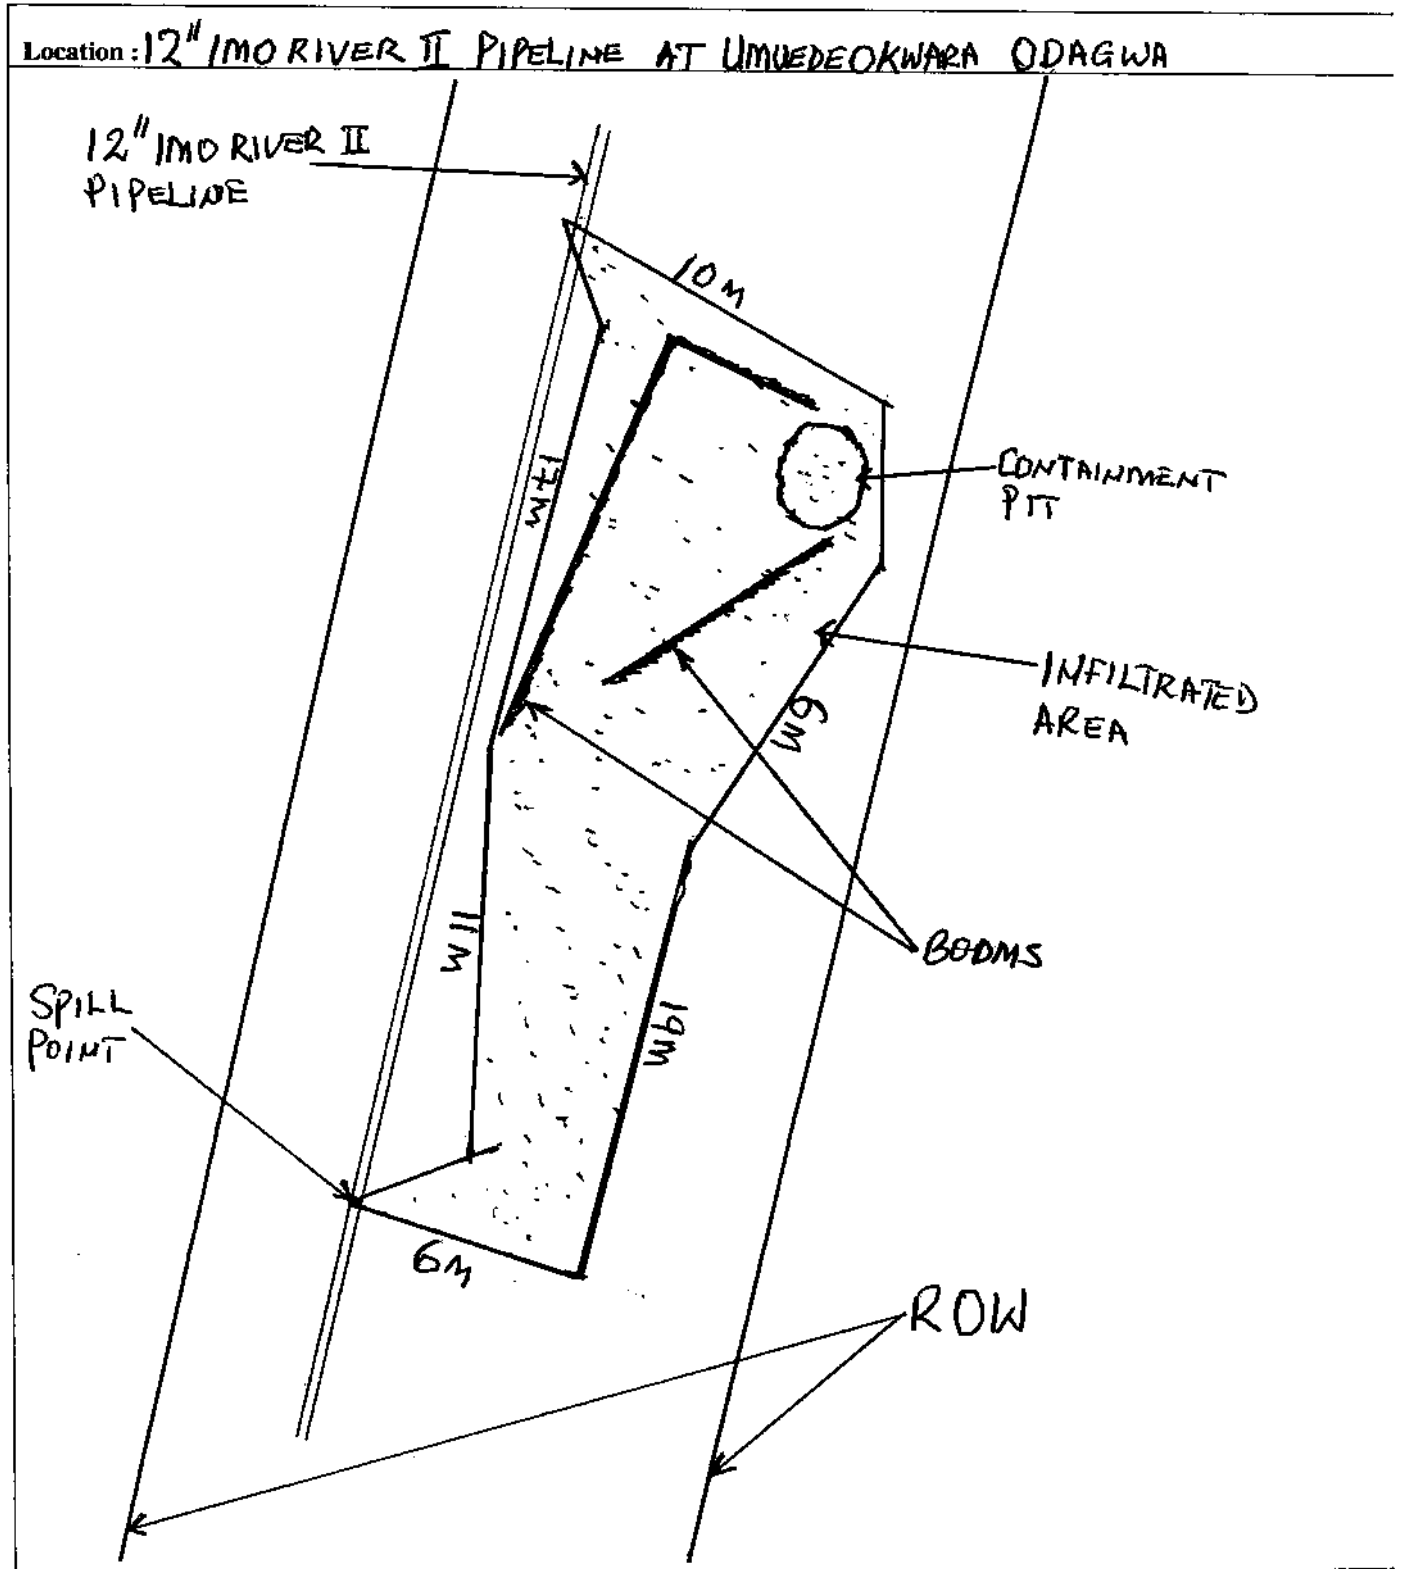 Location: 12" IMO RIVER II PIPELINE AT UMUEDEOKWARA ODAGWA
12" IMO RIVER II
PIPELINE
10m
17m
CONTAINMENT
PIT
INFILTRATED
AREA
6m
11m
BOOMS
SPILL
POINT
19m
6m
ROW